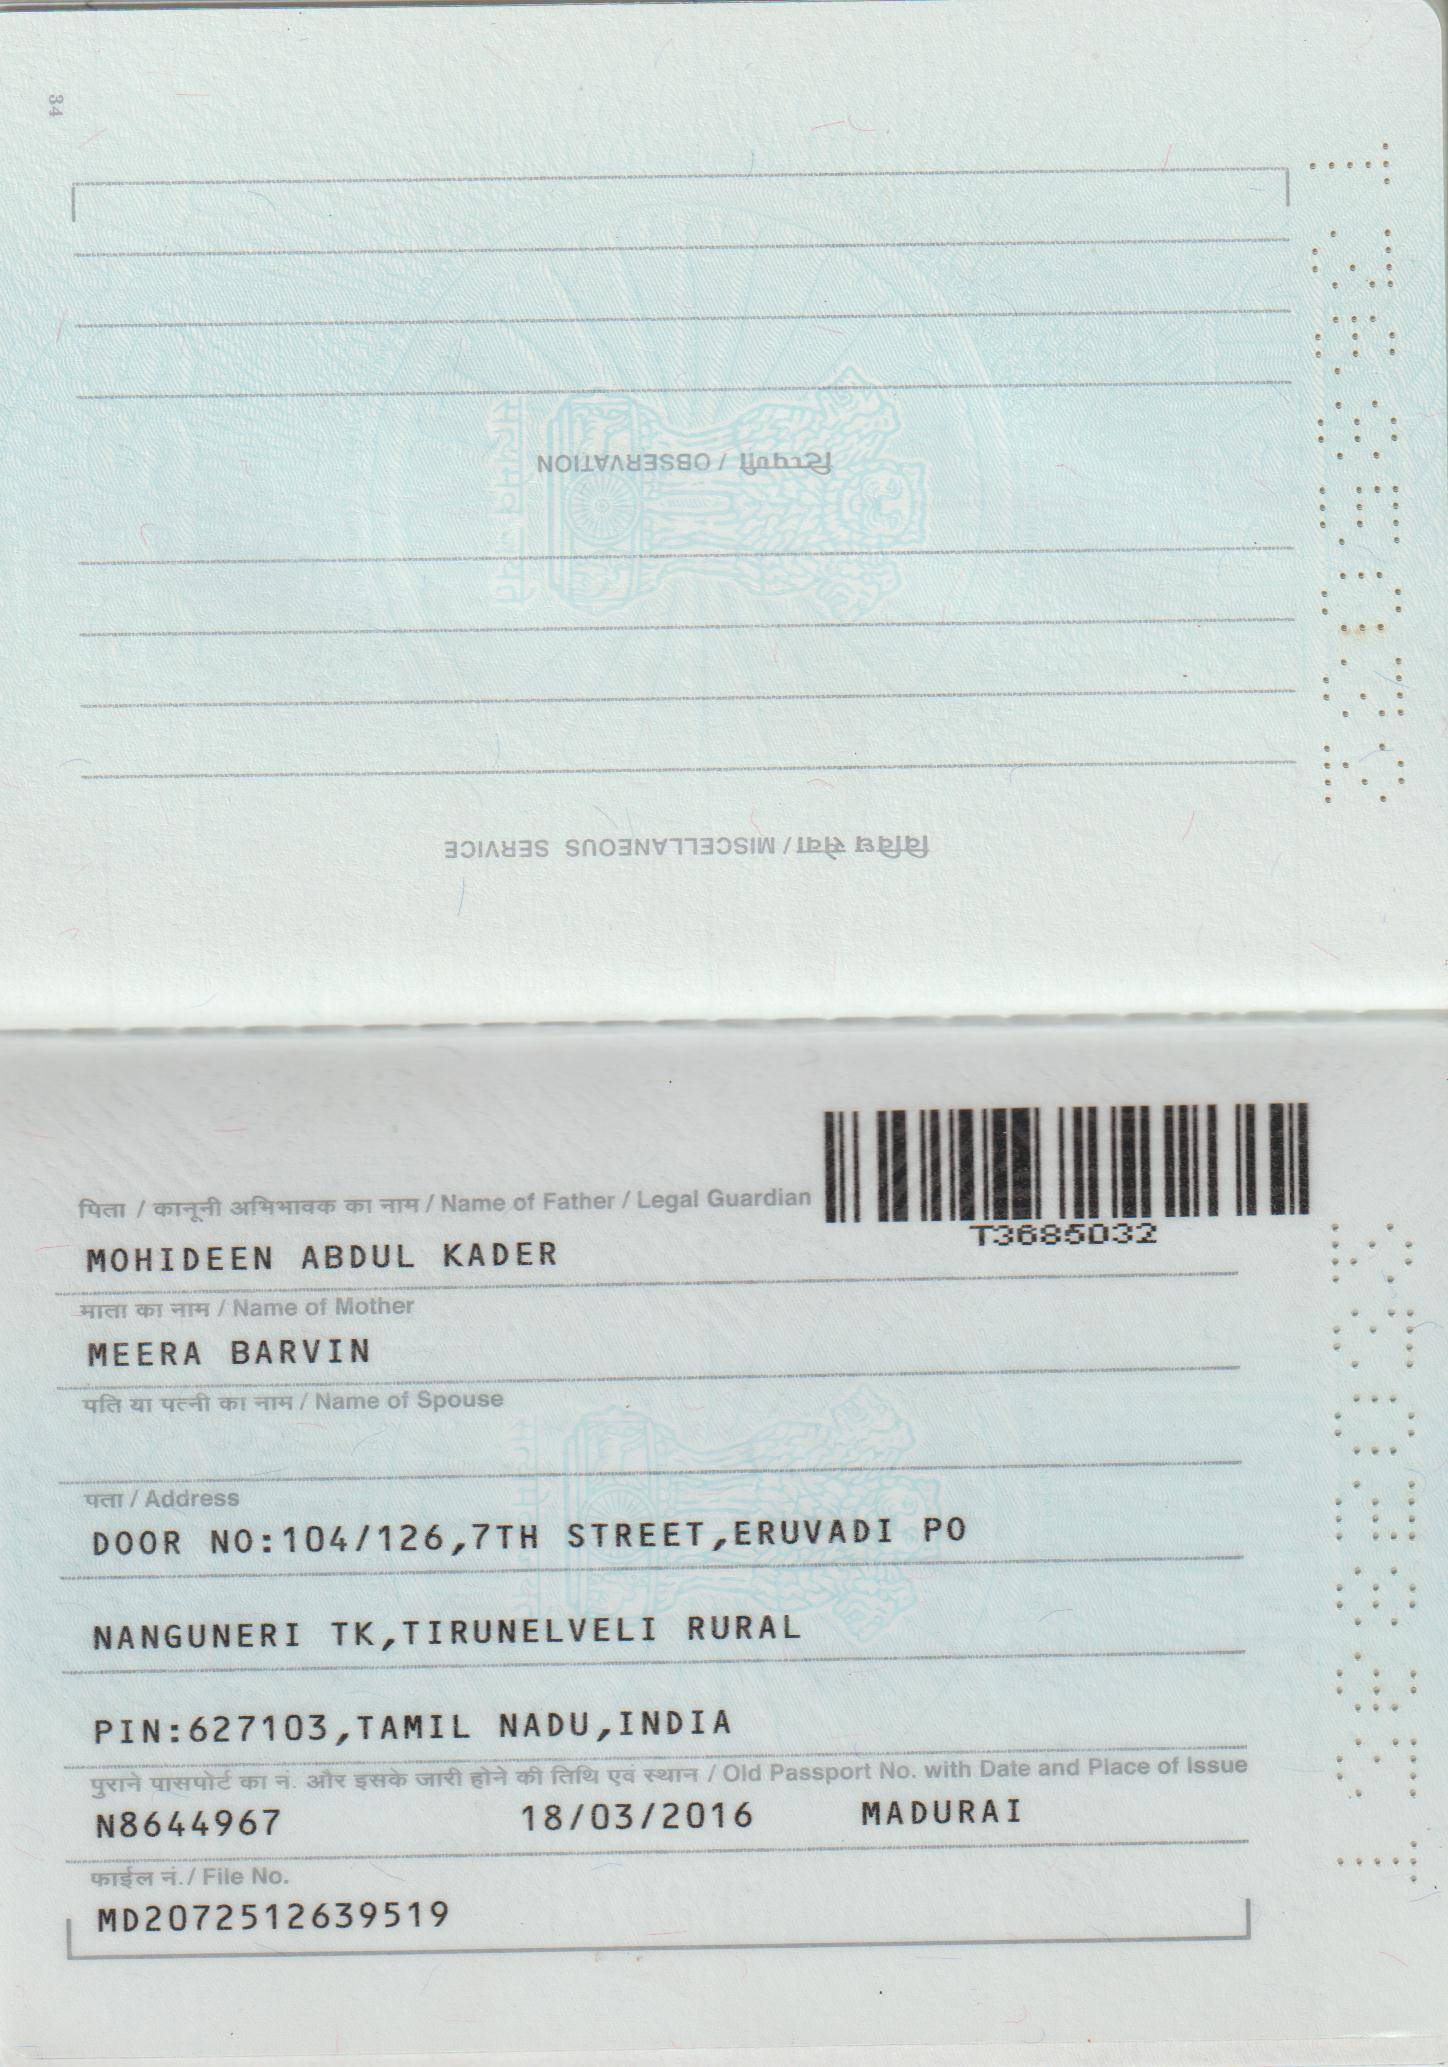 34
टिप्पणी / OBSERVATION
विविध सेवा / MISCELLANEOUS SERVICE
T3685032
पिता / कानूनी अभिभावक का नाम / Name of Father / Legal Guardian
MOHIDEEN ABDUL KADER
माता का नाम / Name of Mother
MEERA BARVIN
पति या पत्नी का नाम / Name of Spouse
पता / Address
DOOR NO:104/126,7TH STREET,ERUVADI PO
NANGUNERI TK,TIRUNELVELI RURAL
PIN:627103,TAMIL NADU,INDIA
पुराने पासपोर्ट का नं. और इसके जारी होने की तिथि एवं स्थान / Old Passport No. with Date and Place of Issue
N8644967 18/03/2016 MADURAI
फाईल नं. / File No.
MD2072512639519